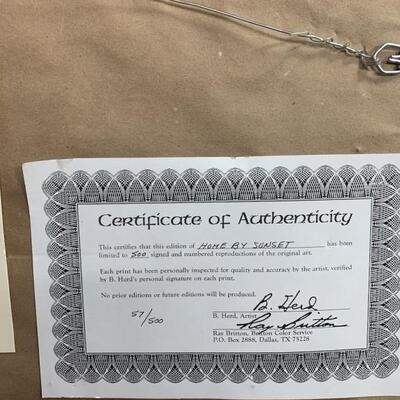 Certificate of Authenticity
This certifies that this edition of HOME BY SUNSET has been
limited to 500 signed and numbered reproductions of the original art.
Each print has been personally inspected for quality and accuracy by the artist, verified
by B. Herd's personal signature on each print.
No prior editions or future editions will be produced.
B. Herd
57/500
B. Herd, Artist
Ray Britton
Ray Britton, Britton Color Service
P.O. Box 2888, Dallas, TX 75228